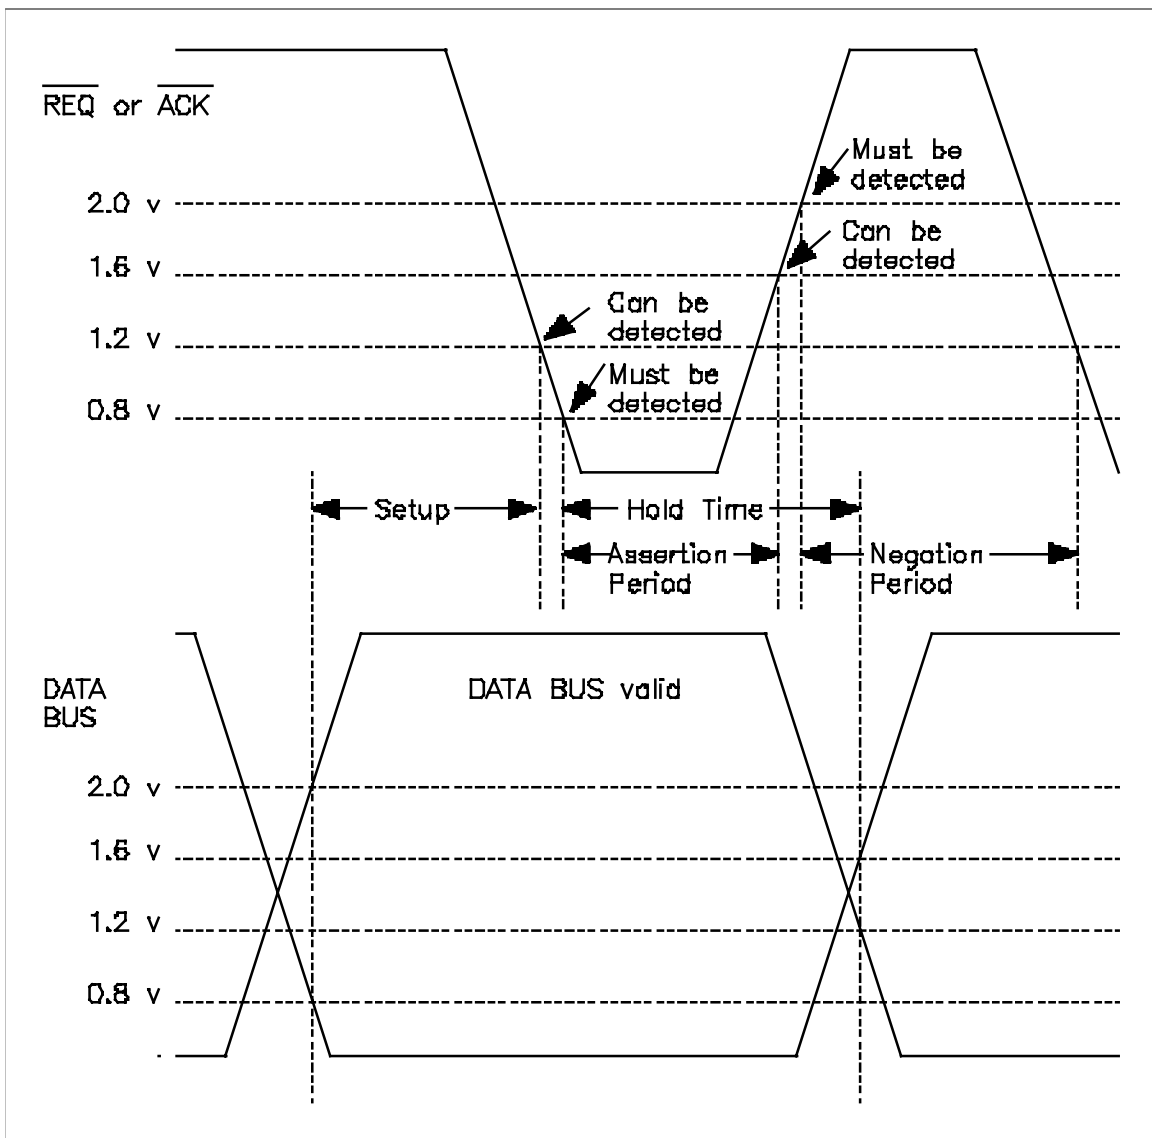 REQ or ACK
Must be
detected
2.0 v
Can be
detected
1.6 v
Can be
detected
1.2 v
Must be
detected
0.8 v
Setup
Hold Time
Assertion
Period
Negation
Period
DATA
BUS
DATA BUS valid
2.0 v
1.6 v
1.2 v
0.8 v